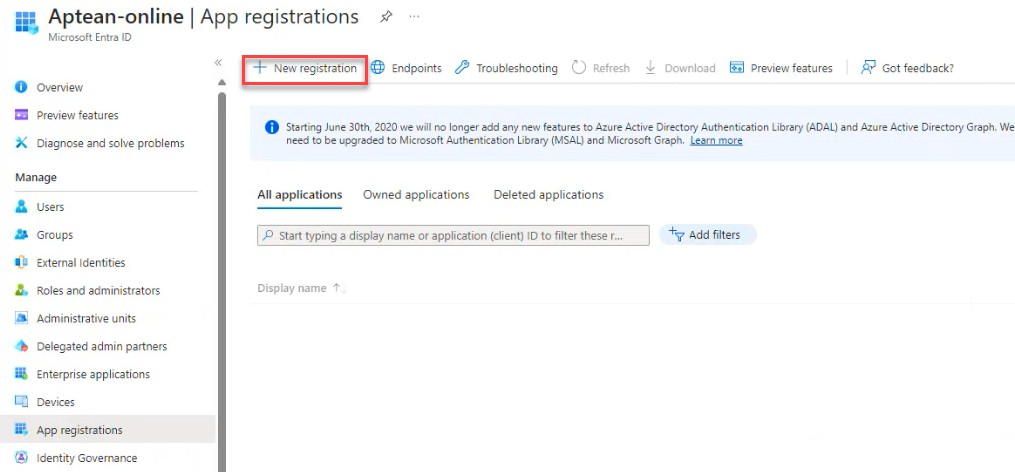 Aptean-online | App registrations
Microsoft Entra ID
New registration
Endpoints
Troubleshooting
Refresh
Download
Preview features
Got feedback?
Overview
Preview features
Diagnose and solve problems
Manage
Users
Groups
External Identities
Roles and administrators
Administrative units
Delegated admin partners
Enterprise applications
Devices
App registrations
Identity Governance
Starting June 30th, 2020 we will no longer add any new features to Azure Active Directory Authentication Library (ADAL) and Azure Active Directory Graph. We
need to be upgraded to Microsoft Authentication Library (MSAL) and Microsoft Graph. Learn more
All applications
Owned applications
Deleted applications
Start typing a display name or application (client) ID to filter these r...
Add filters
Display name